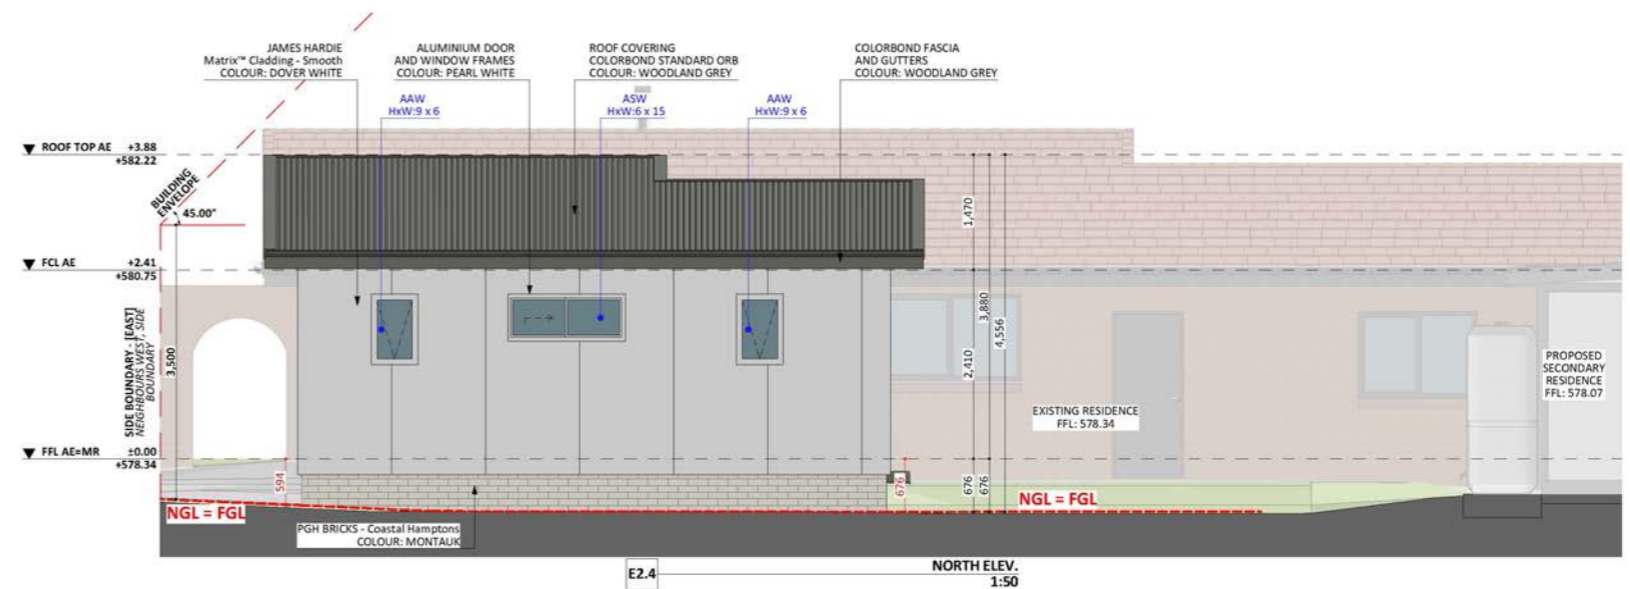 JAMES HARDIE
Matrix™ Cladding - Smooth
COLOUR: DOVER WHITE
ALUMINIUM DOOR
AND WINDOW FRAMES
COLOUR: PEARL WHITE
ROOF COVERING
COLORBOND STANDARD ORB
COLOUR: WOODLAND GREY
COLORBOND FASCIA
AND GUTTERS
COLOUR: WOODLAND GREY
AAW
HxW:9 x 6
ASW
HxW:6 x 15
AAW
HxW:9 x 6
ROOF TOP AE +3.88
+582.22
BUILDING
ENVELOPE
45.00°
1,470
FCL AE +2.41
+580.75
SIDE BOUNDARY - [EAST]
NEIGHBOURS WEST, SIDE
BOUNDARY
3,500
3,880
4,556
2,410
PROPOSED
SECONDARY
RESIDENCE
FFL: 578.07
EXISTING RESIDENCE
FFL: 578.34
FFL AE=MR ±0.00
+578.34
594
676
676
676
NGL = FGL
NGL = FGL
PGH BRICKS - Coastal Hamptons
COLOUR: MONTAUK
E2.4
NORTH ELEV.
1:50